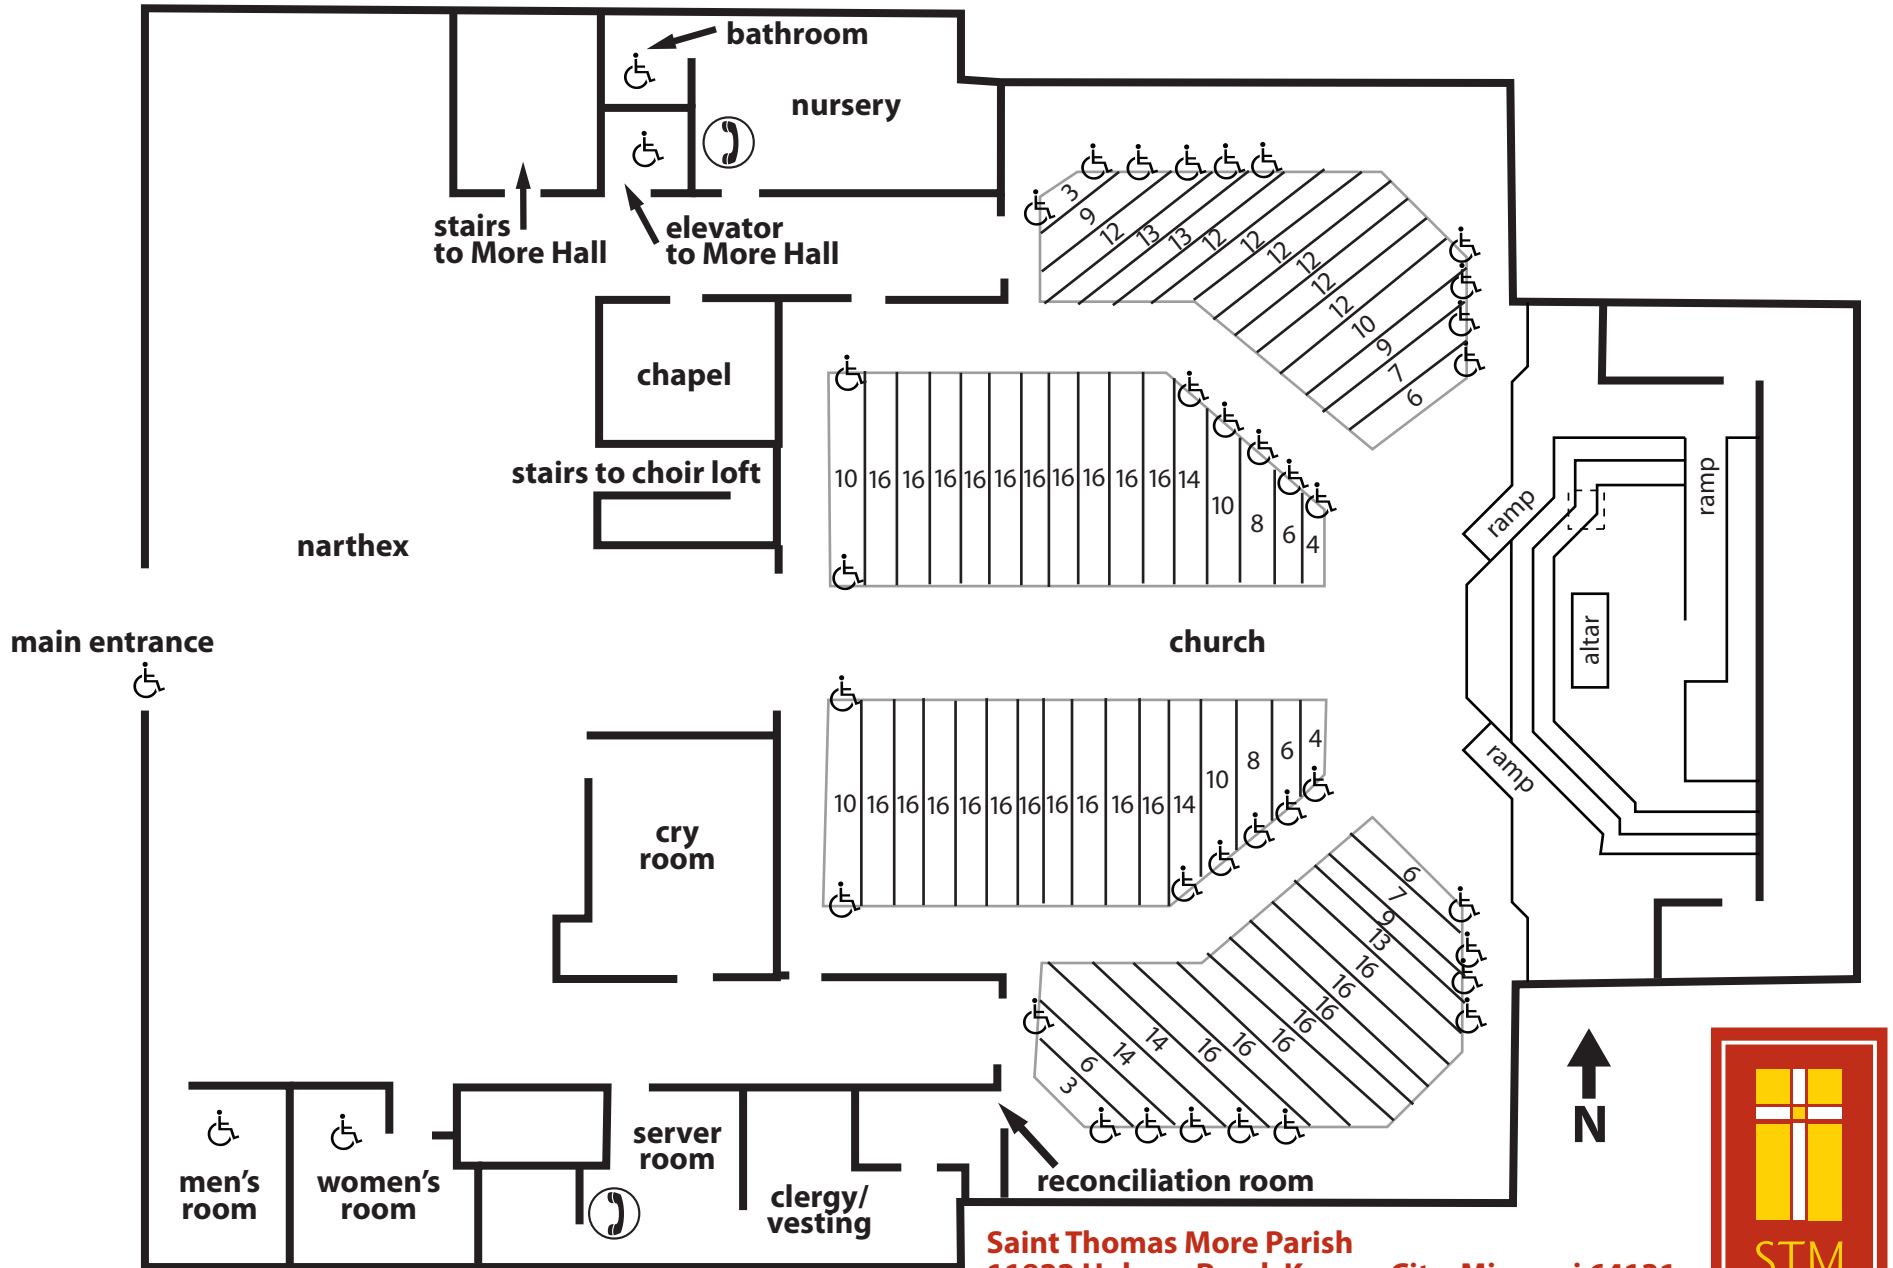 bathroom
nursery
stairs
to More Hall
elevator
to More Hall
3
9
12
13
13
12
12
12
12
12
12
10
9
7
6
chapel
stairs to choir loft
10 16 16 16 16 16 16 16 16 16 16 14 10 8 6 4
narthex
main entrance
church
ramp
ramp
altar
ramp
10 16 16 16 16 16 16 16 16 16 16 14 10 8 6 4
cry
room
6
7
9
13
16
16
16
16
16
16
16
14
14
6
3
N
men's
room
women's
room
server
room
clergy/
vesting
reconciliation room
Saint Thomas More Parish
STM